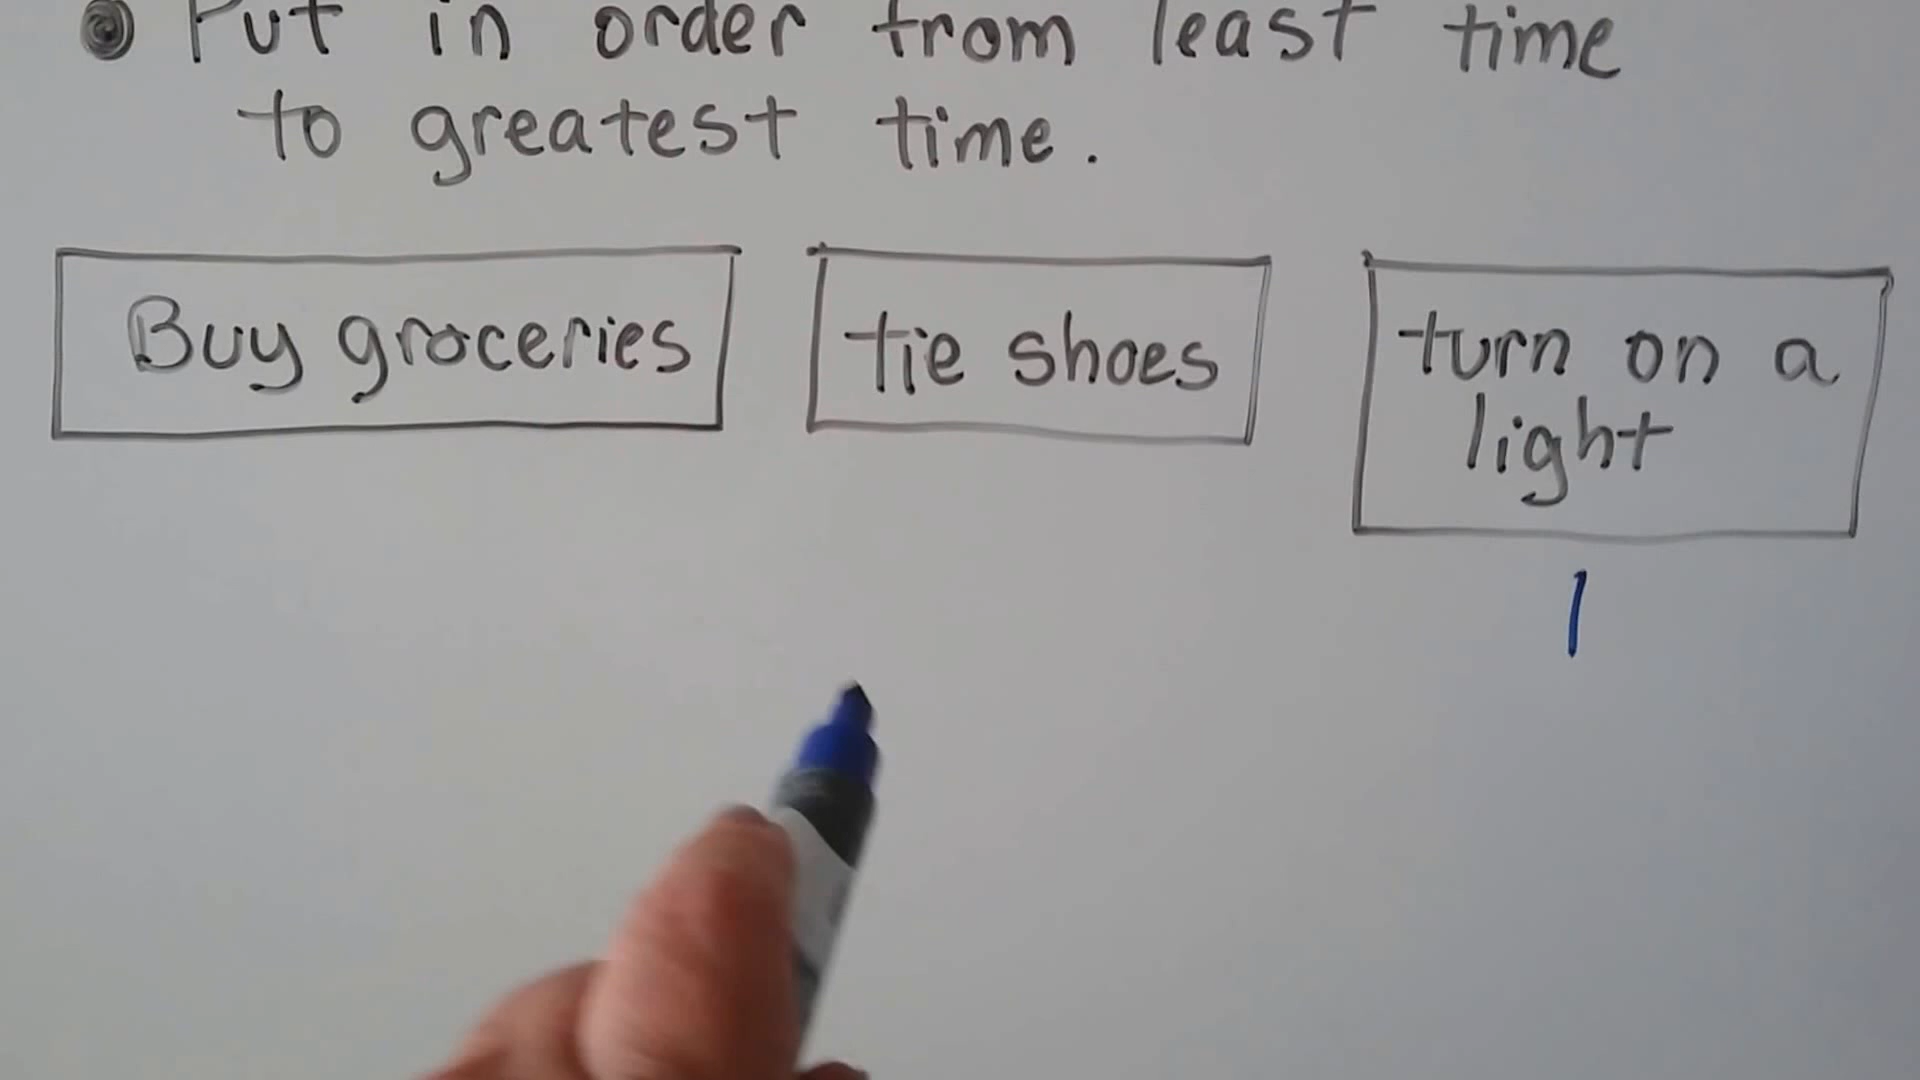 Put in order from least time
to greatest time.
Buy groceries
tie shoes
turn on a
light
1